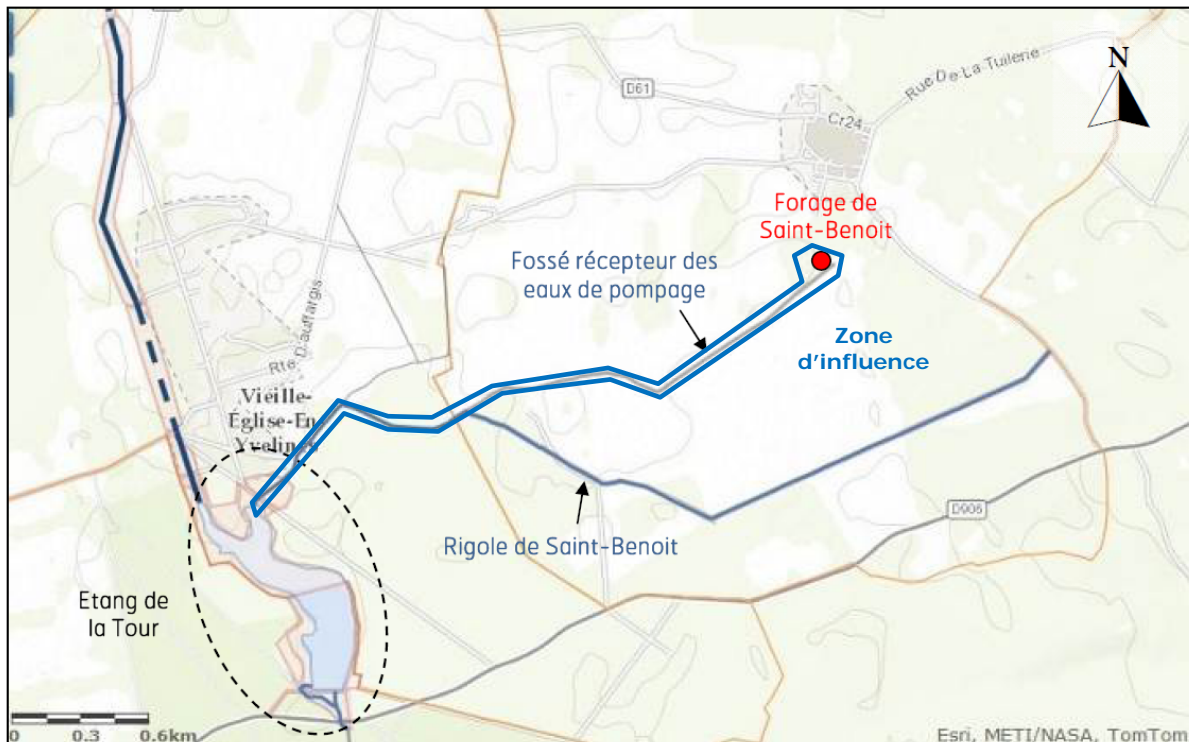 N
D61
Rue De La Tuilerie
Cr24
Forage de
Saint-Benoit
Fossé récepteur des
eaux de pompage
Zone
d'influence
Rte D'auffargis
Vieille-
Église-En
Yvelines
D906
Rigole de Saint-Benoit
Etang de
la Tour
0 0.3 0.6km
Esri, METI/NASA, TomTom